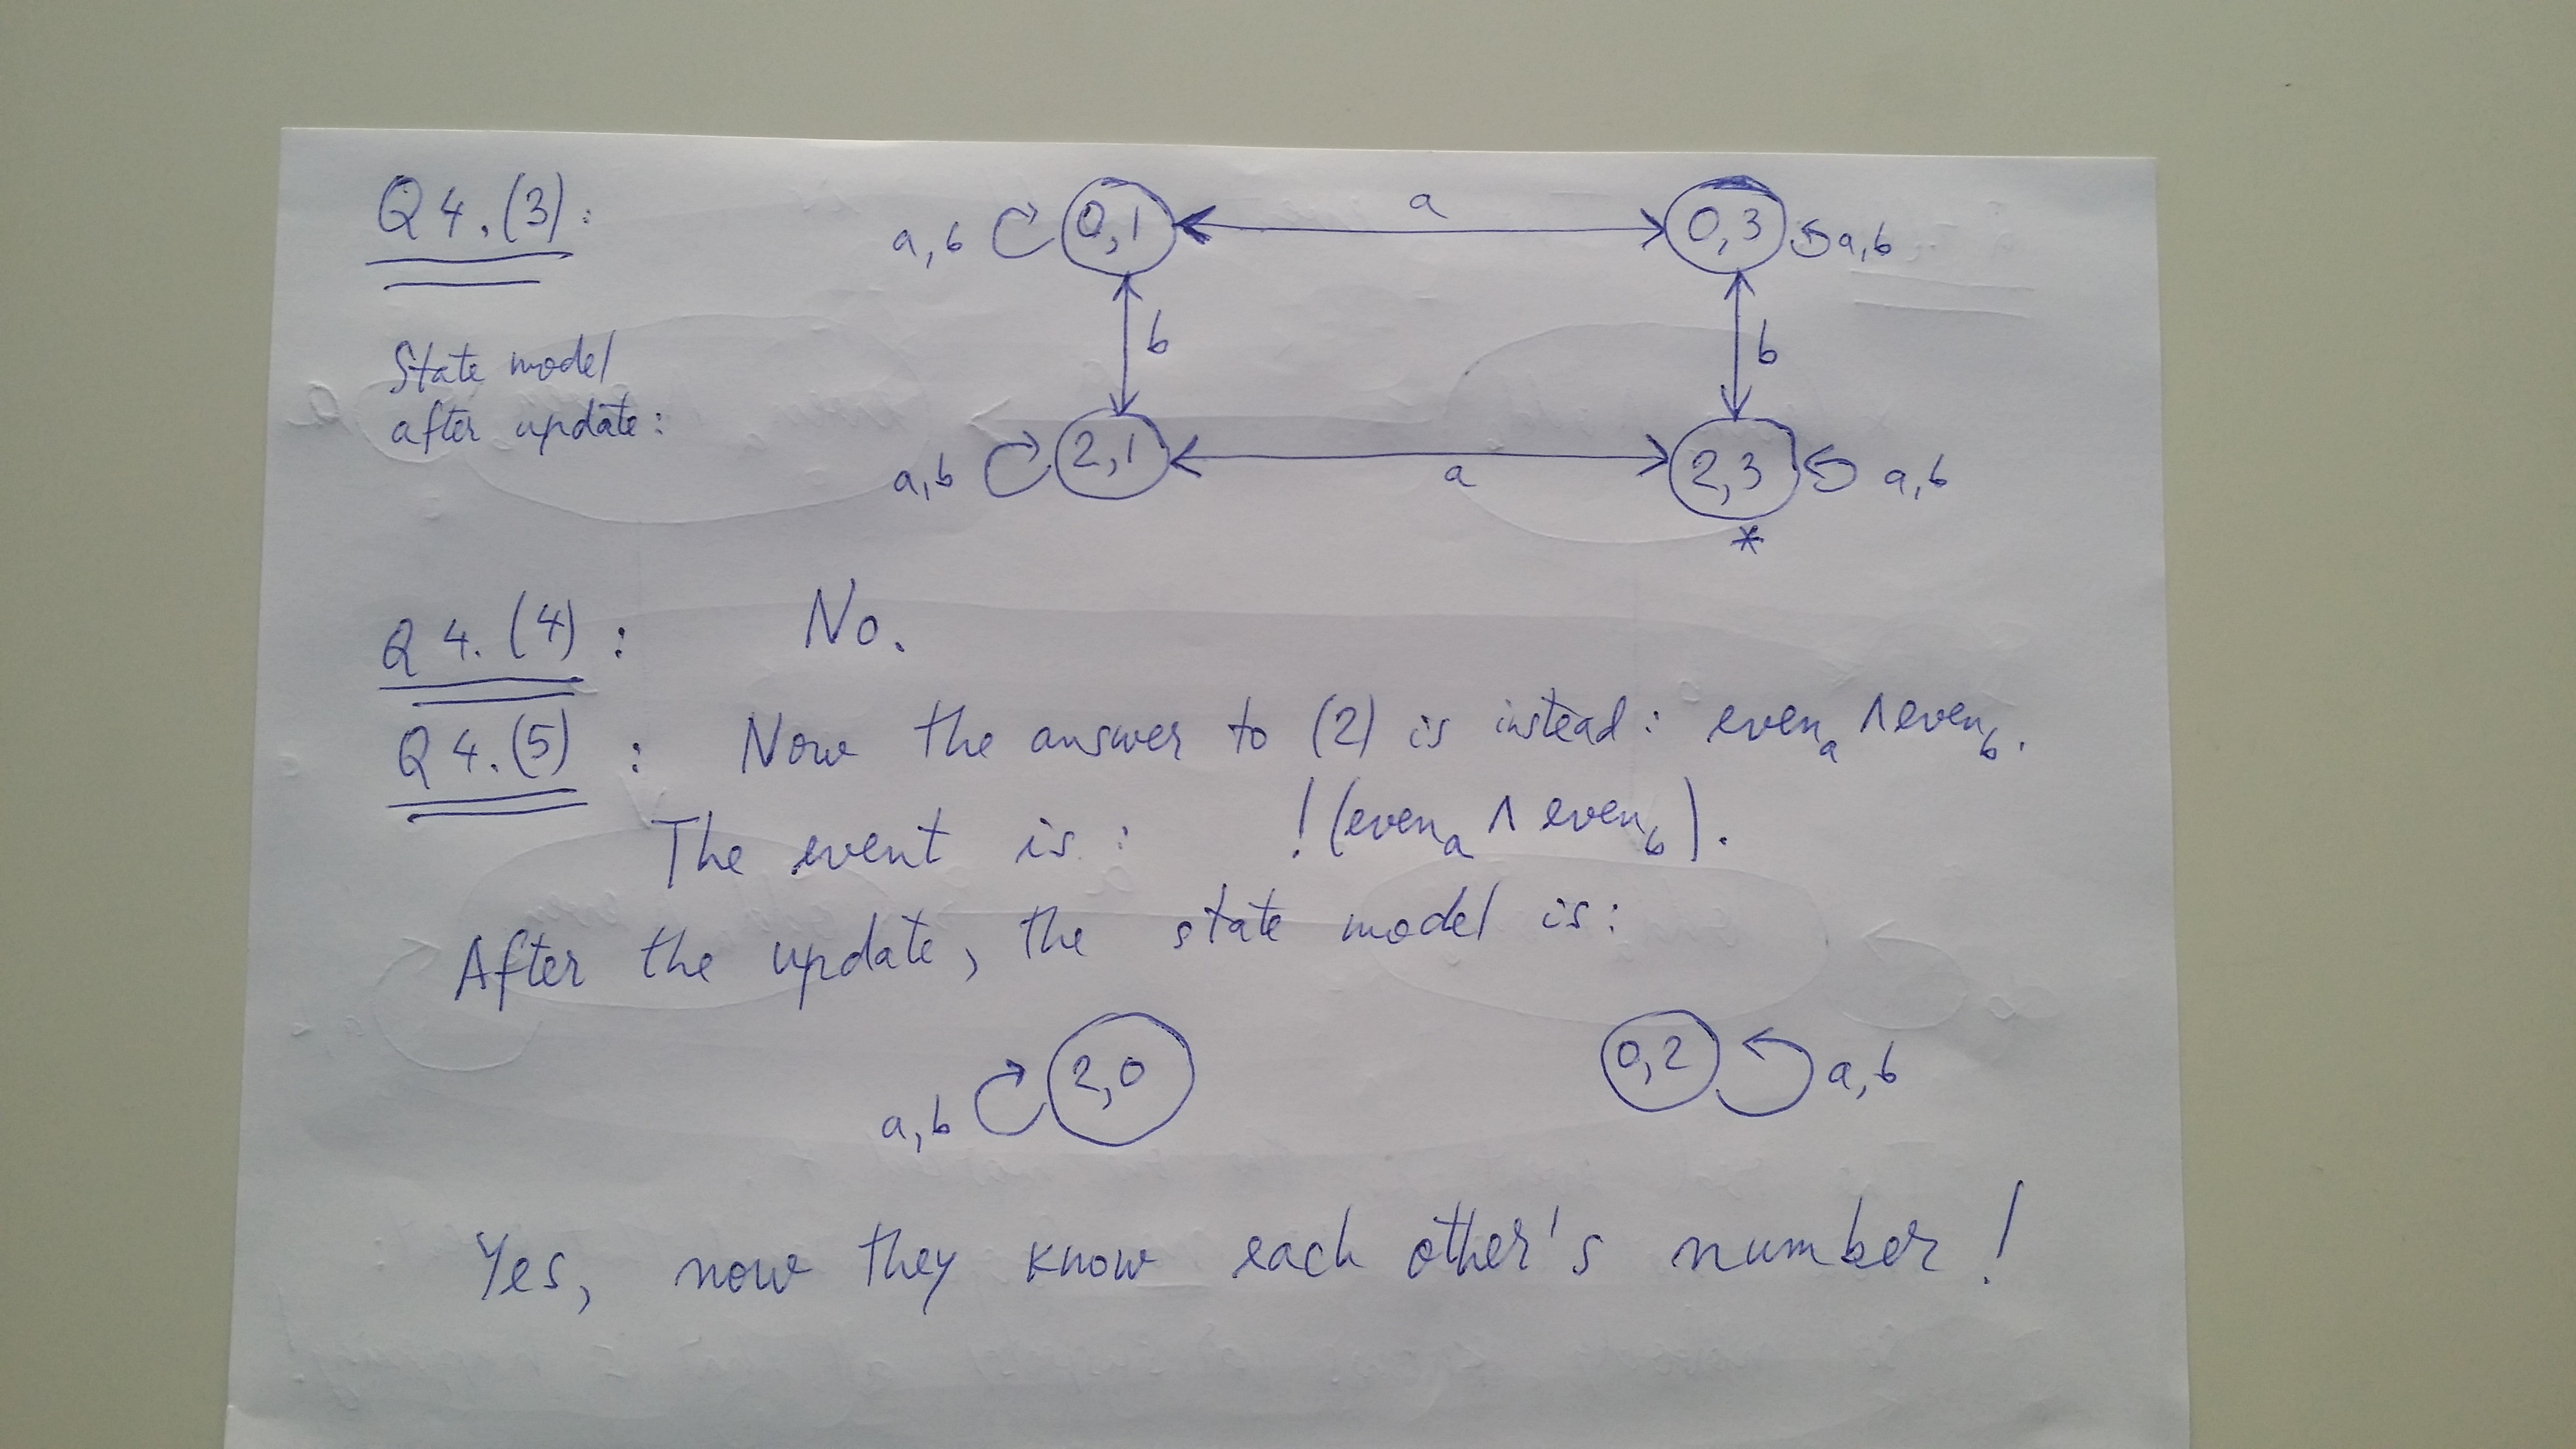 Q 4.(3):
0,1
a
0,3
a,b
a,b
b
b
State model
after update:
2,1
2,3
a,b
a
a,b
*
Q 4.(4): No.
Q 4.(5): Now the answer to (2) is instead: even_a ∧ even_b.
The event is: !(even_a ∧ even_b).
After the update, the state model is:
2,0
0,2
a,b
a,b
Yes, now they know each other's number!